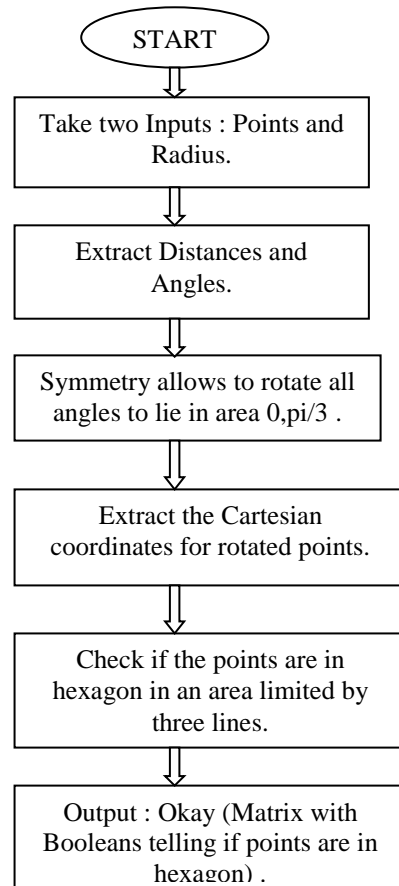 START
Take two Inputs : Points and
Radius.
Extract Distances and
Angles.
Symmetry allows to rotate all
angles to lie in area 0,pi/3 .
Extract the Cartesian
coordinates for rotated points.
Check if the points are in
hexagon in an area limited by
three lines.
Output : Okay (Matrix with
Booleans telling if points are in
hexagon) .